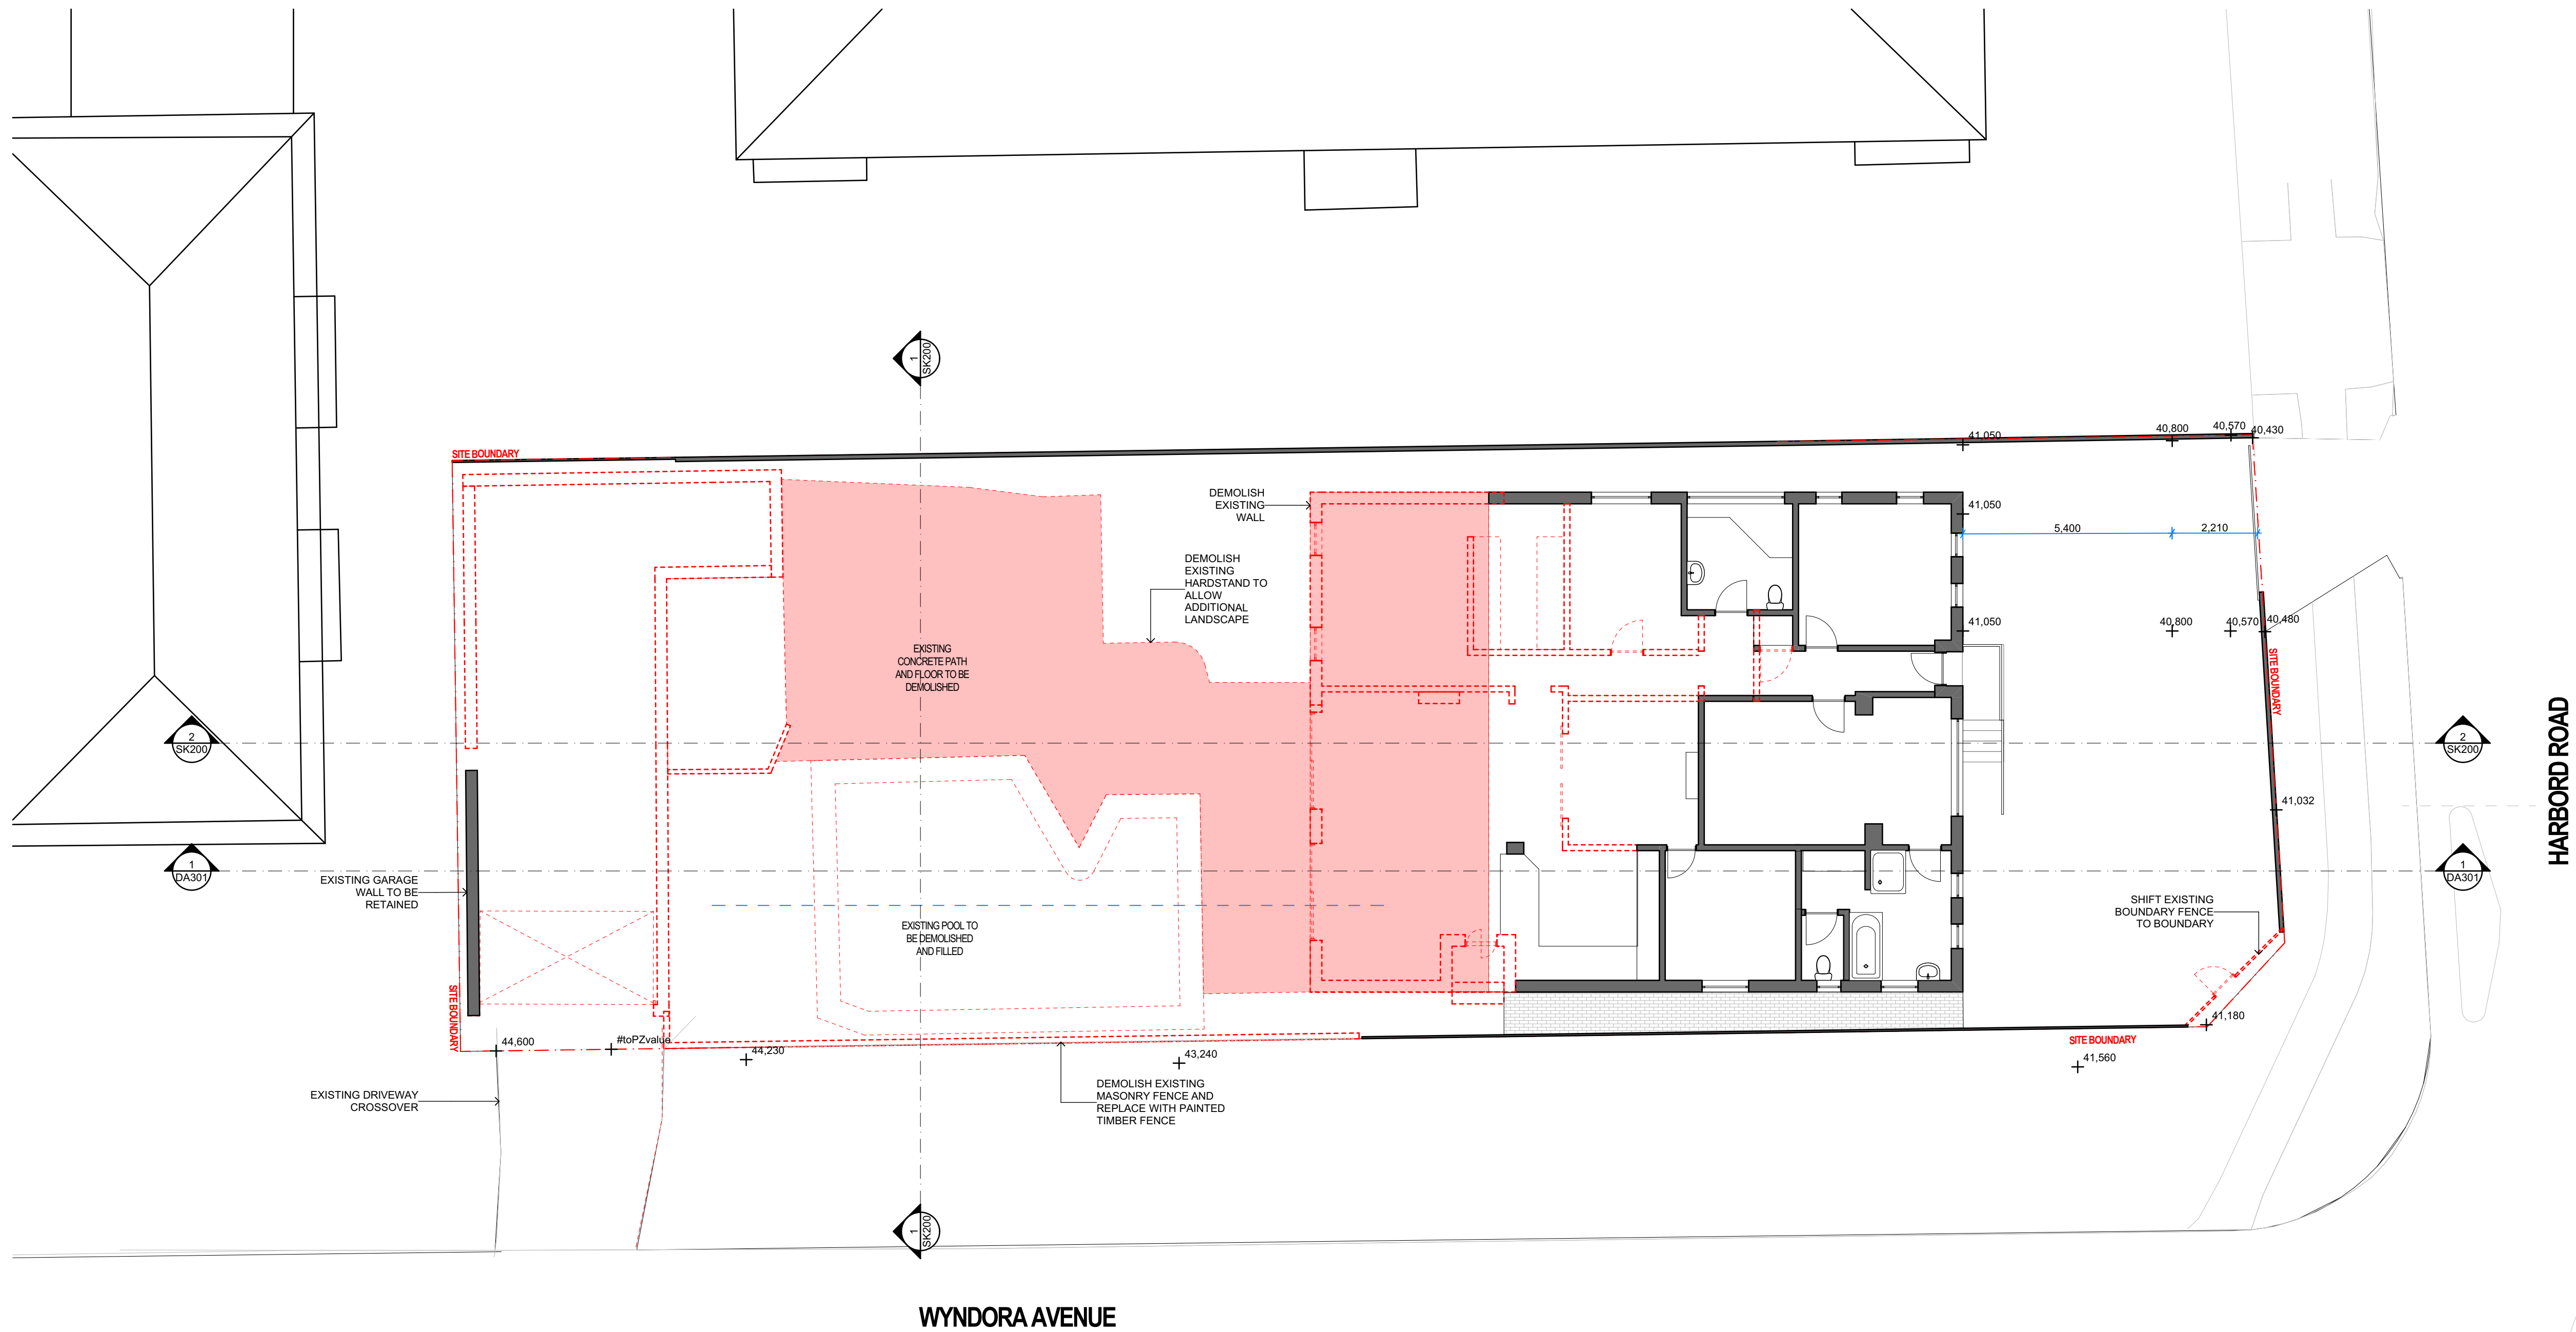 1
SK200
SITE BOUNDARY
41,050
40,800
40,570
40,430
DEMOLISH
EXISTING
WALL
41,050
5,400
2,210
DEMOLISH
EXISTING
HARDSTAND TO
ALLOW
ADDITIONAL
LANDSCAPE
41,050
40,800
40,570
40,480
EXISTING
CONCRETE PATH
AND FLOOR TO BE
DEMOLISHED
SITE BOUNDARY
HARBORD ROAD
2
SK200
2
SK200
41,032
1
DA301
1
DA301
EXISTING GARAGE
WALL TO BE
RETAINED
SHIFT EXISTING
BOUNDARY FENCE
TO BOUNDARY
EXISTING POOL TO
BE DEMOLISHED
AND FILLED
SITE BOUNDARY
41,180
44,600
#toPZvalue
44,230
43,240
SITE BOUNDARY
41,560
EXISTING DRIVEWAY
CROSSOVER
DEMOLISH EXISTING
MASONRY FENCE AND
REPLACE WITH PAINTED
TIMBER FENCE
1
SK200
WYNDORA AVENUE